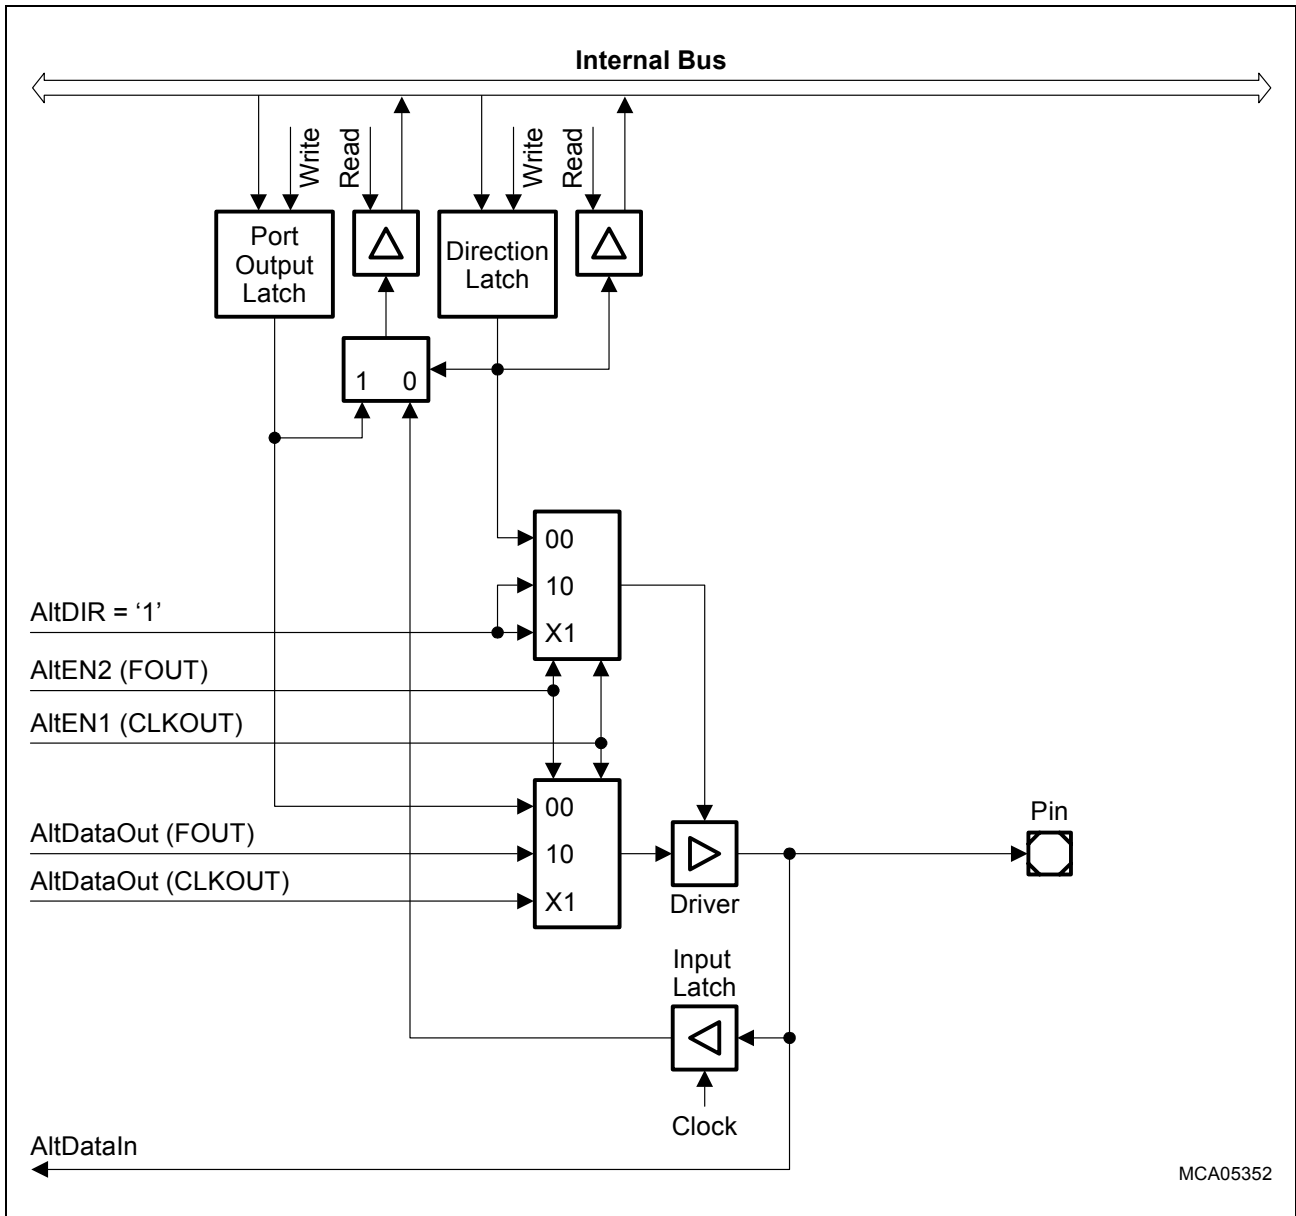 Internal Bus
Write
Read
Write
Read
Port
Output
Latch
Direction
Latch
1 0
00
10
X1
AltDIR = ‘1’
AltEN2 (FOUT)
AltEN1 (CLKOUT)
00
10
X1
AltDataOut (FOUT)
AltDataOut (CLKOUT)
Driver
Pin
Input
Latch
Clock
AltDataIn
MCA05352